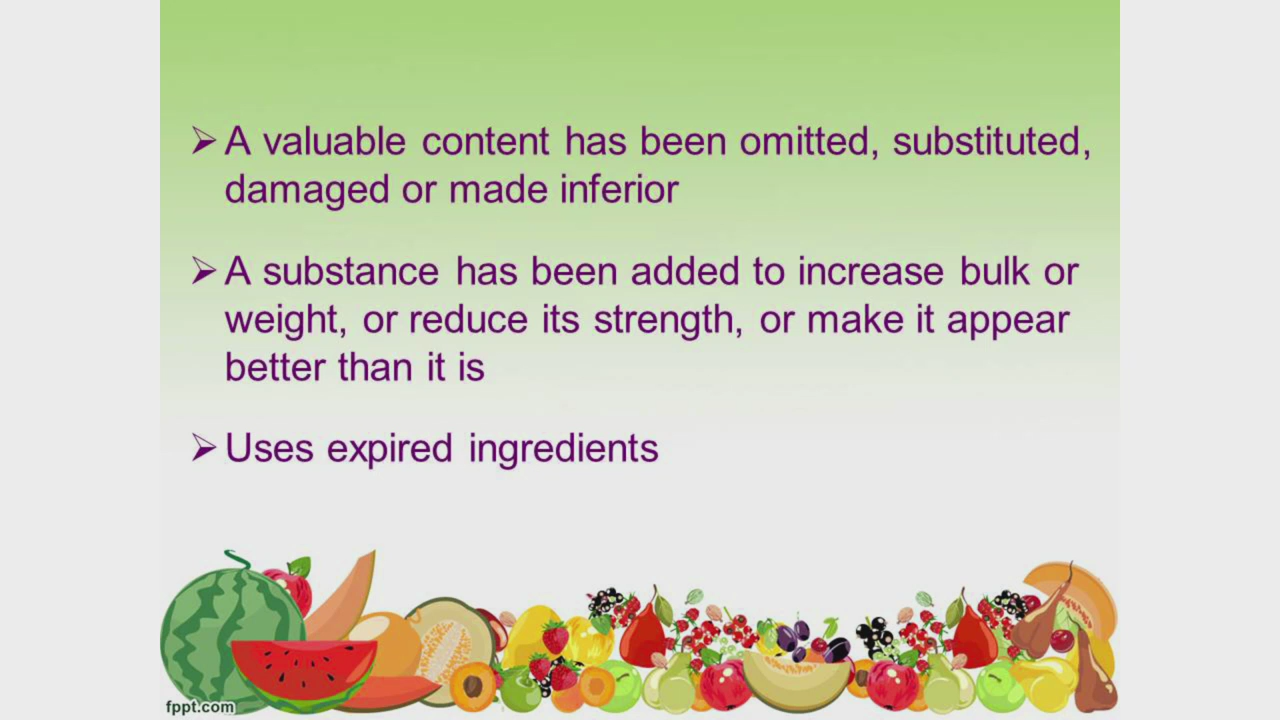 ➢ A valuable content has been omitted, substituted,
damaged or made inferior
➢ A substance has been added to increase bulk or
weight, or reduce its strength, or make it appear
better than it is
➢ Uses expired ingredients
fppt.com